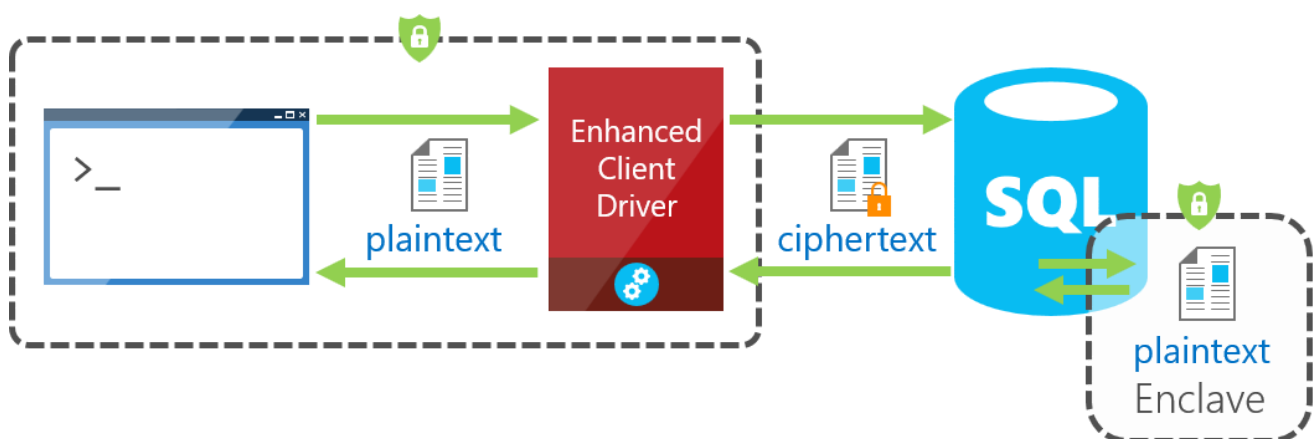 >_
plaintext
Enhanced
Client
Driver
ciphertext
SQL
plaintext
Enclave